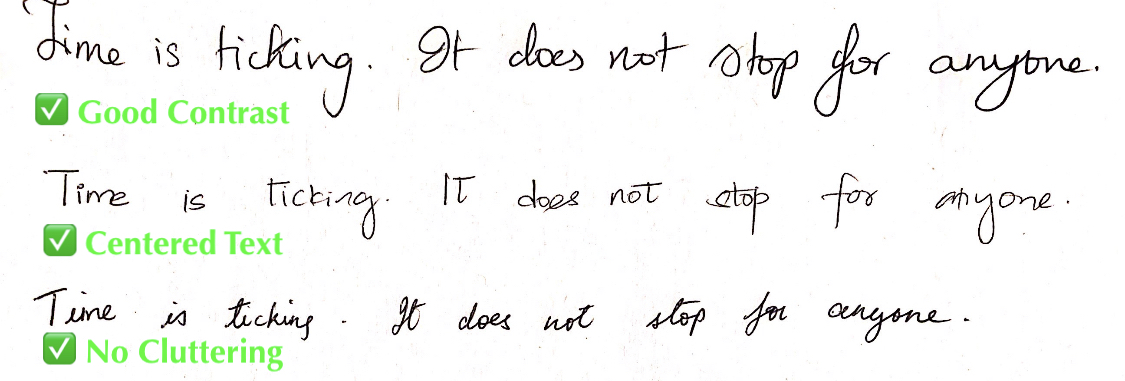 Time is ticking. It does not stop for anyone.
✅ Good Contrast
Time is ticking. IT does not stop for anyone.
✅ Centered Text
Time is ticking. It does not stop for anyone.
✅ No Cluttering